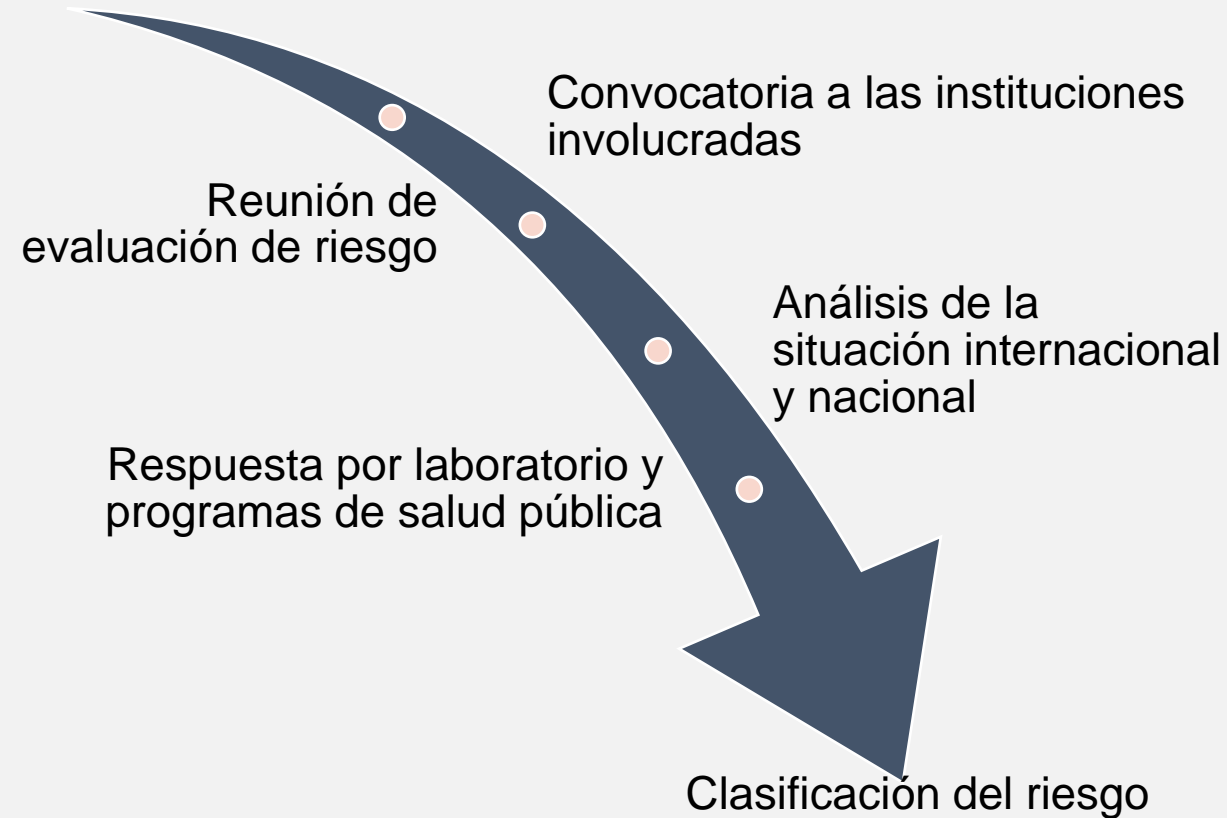 Convocatoria a las instituciones
involucradas
Reunión de
evaluación de riesgo
Análisis de la
situación internacional
y nacional
Respuesta por laboratorio y
programas de salud pública
Clasificación del riesgo